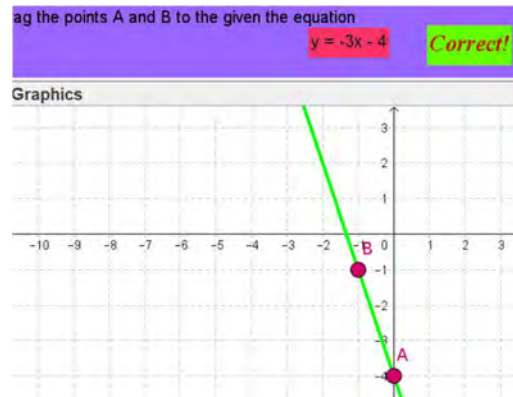 ag the points A and B to the given the equation
y = -3x - 4
Correct!
Graphics
3
2
1
-10 -9 -8 -7 -6 -5 -4 -3 -2 -1 0 1 2 3
B
-1
-2
-3
A
-4